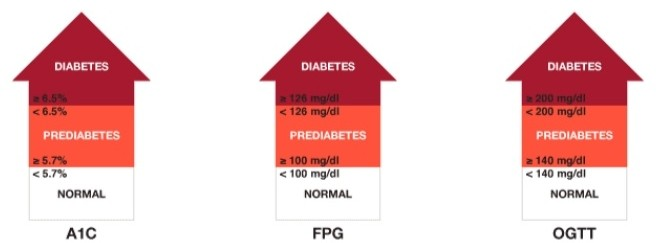 DIABETES
≥ 6.5%
< 6.5%
PREDIABETES
≥ 5.7%
< 5.7%
NORMAL
A1C
DIABETES
≥ 126 mg/dl
< 126 mg/dl
PREDIABETES
≥ 100 mg/dl
< 100 mg/dl
NORMAL
FPG
DIABETES
≥ 200 mg/dl
< 200 mg/dl
PREDIABETES
≥ 140 mg/dl
< 140 mg/dl
NORMAL
OGTT